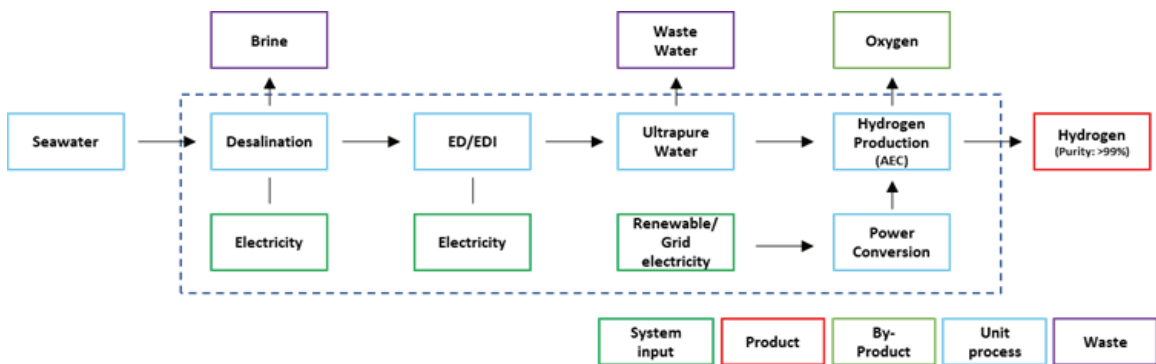 Brine
Waste
Water
Oxygen
Seawater
Desalination
ED/EDI
Ultrapure
Water
Hydrogen
Production
(AEC)
Hydrogen
(Purity: >99%)
Electricity
Electricity
Renewable/
Grid
electricity
Power
Conversion
System
input
Product
By-
Product
Unit
process
Waste